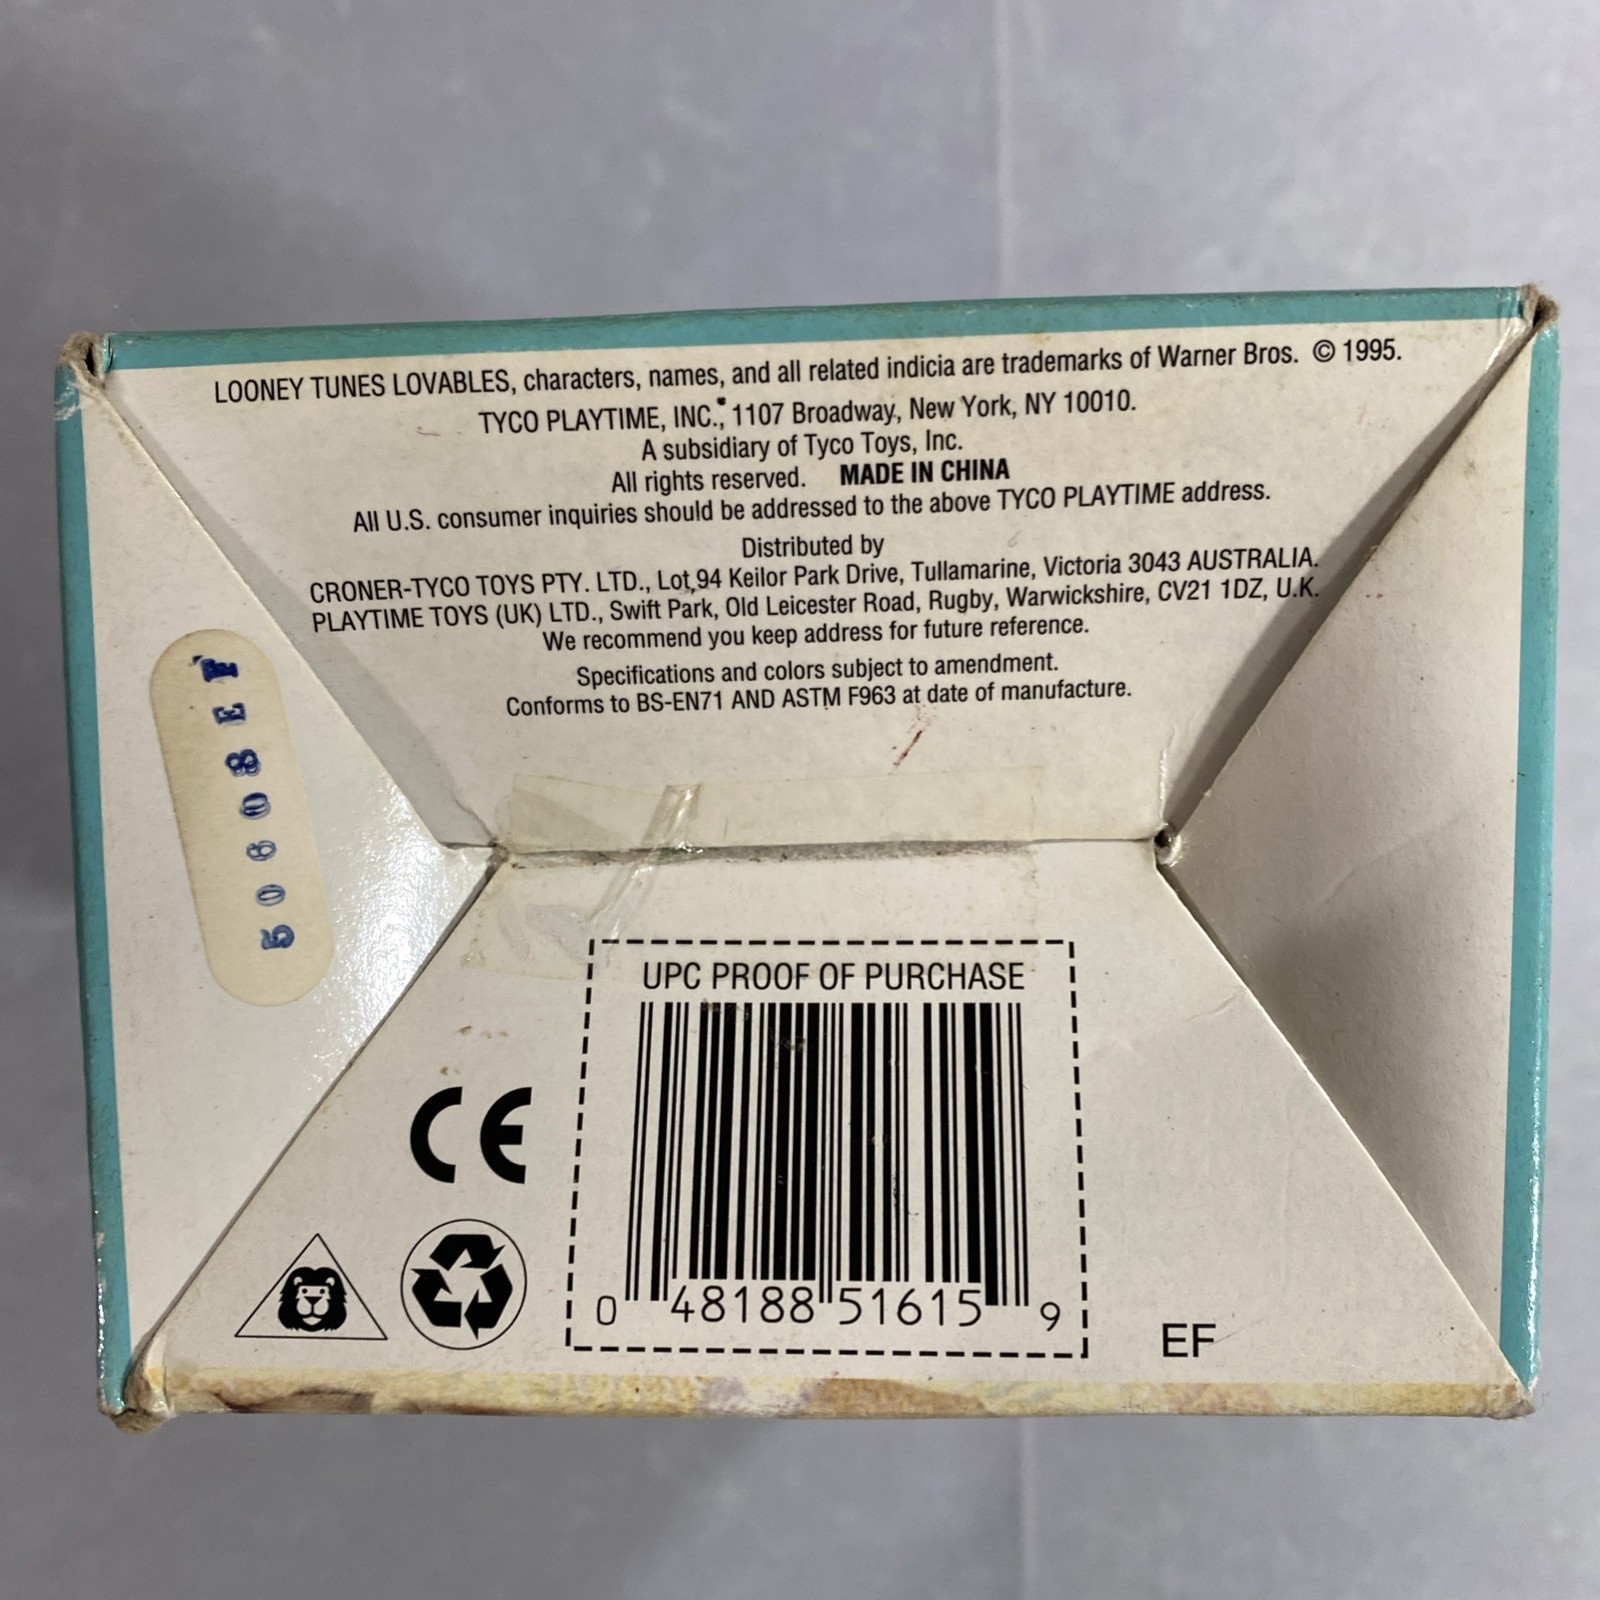 LOONEY TUNES LOVABLES, characters, names, and all related indicia are trademarks of Warner Bros. © 1995.
TYCO PLAYTIME, INC., 1107 Broadway, New York, NY 10010.
A subsidiary of Tyco Toys, Inc.
All rights reserved. MADE IN CHINA
All U.S. consumer inquiries should be addressed to the above TYCO PLAYTIME address.
Distributed by
CRONER-TYCO TOYS PTY. LTD., Lot 94 Keilor Park Drive, Tullamarine, Victoria 3043 AUSTRALIA.
PLAYTIME TOYS (UK) LTD., Swift Park, Old Leicester Road, Rugby, Warwickshire, CV21 1DZ, U.K.
We recommend you keep address for future reference.
Specifications and colors subject to amendment.
Conforms to BS-EN71 AND ASTM F963 at date of manufacture.
50608EF
UPC PROOF OF PURCHASE
CE
0 48188 51615 9
EF